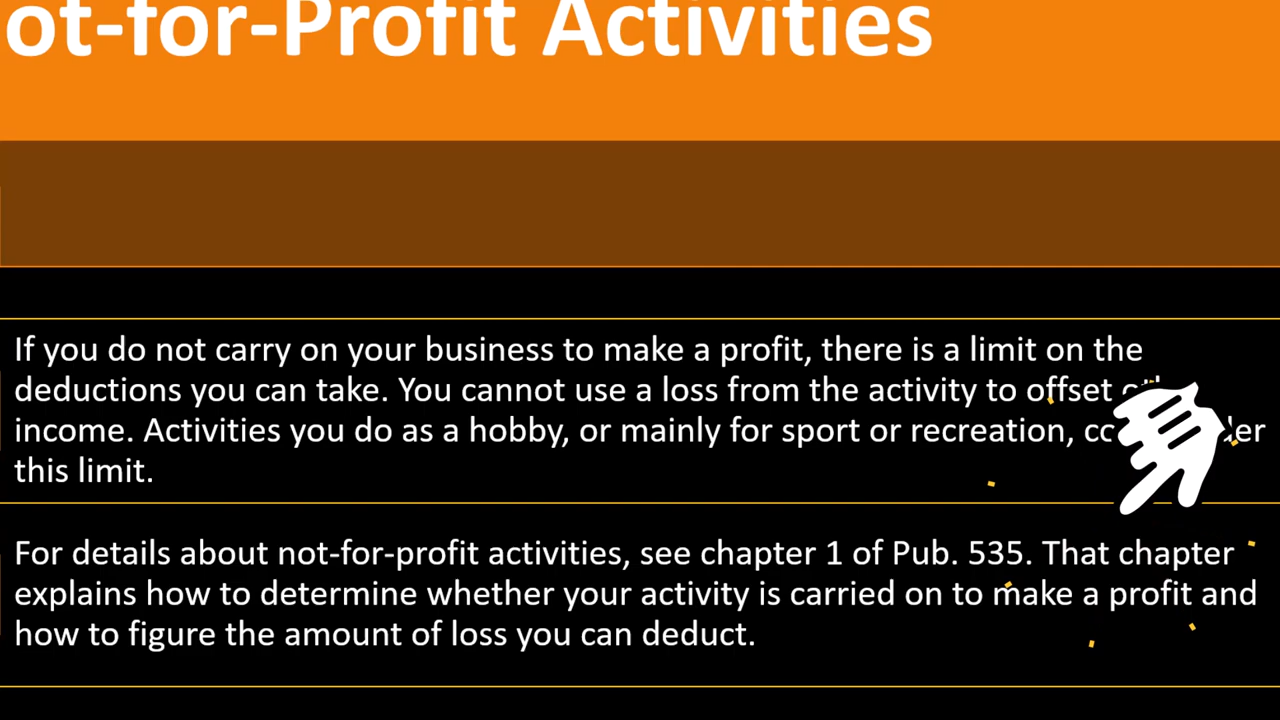 ot-for-Profit Activities
If you do not carry on your business to make a profit, there is a limit on the
deductions you can take. You cannot use a loss from the activity to offset
income. Activities you do as a hobby, or mainly for sport or recreation,
this limit.
For details about not-for-profit activities, see chapter 1 of Pub. 535. That chapter
explains how to determine whether your activity is carried on to make a profit and
how to figure the amount of loss you can deduct.